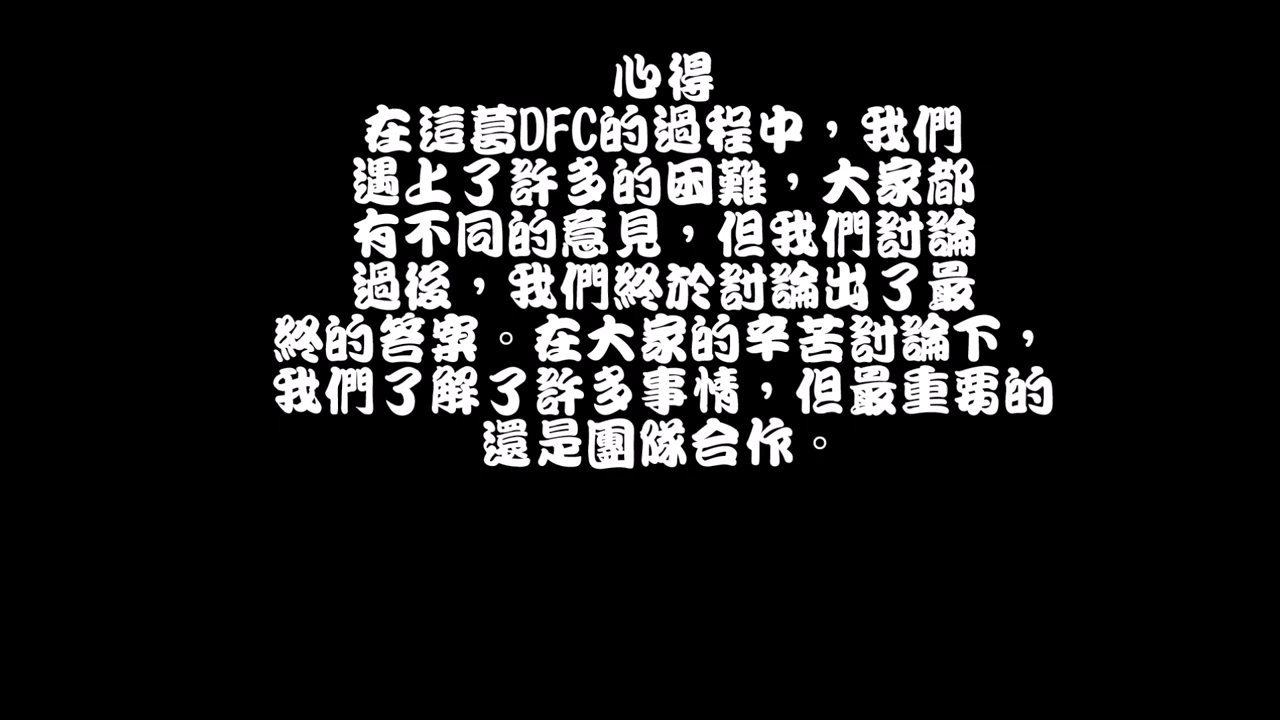 心得
在這葛DFC的過程中，我們
遇上了許多的困難，大家都
有不同的意見，但我們討論
過後，我們終於討論出了最
終的答案。在大家的辛苦討論下，
我們了解了許多事情，但最重要的
還是團隊合作。